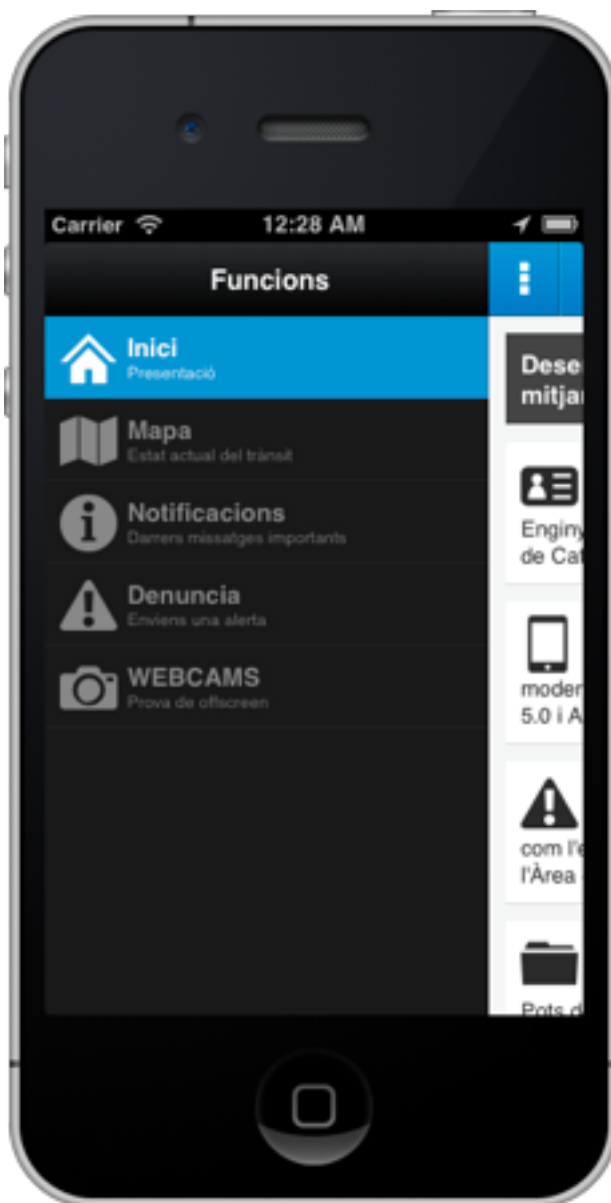 Carrier 12:28 AM
Funcions
Inici
Presentació
Mapa
Estat actual del trànsit
Notificacions
Darrers missatges importants
Denuncia
Enviens una alerta
WEBCAMS
Prova de offscreen
Dese
mitja
Enginy
de Cat
moder
5.0 i A
com l'e
l'Àrea
Pots d